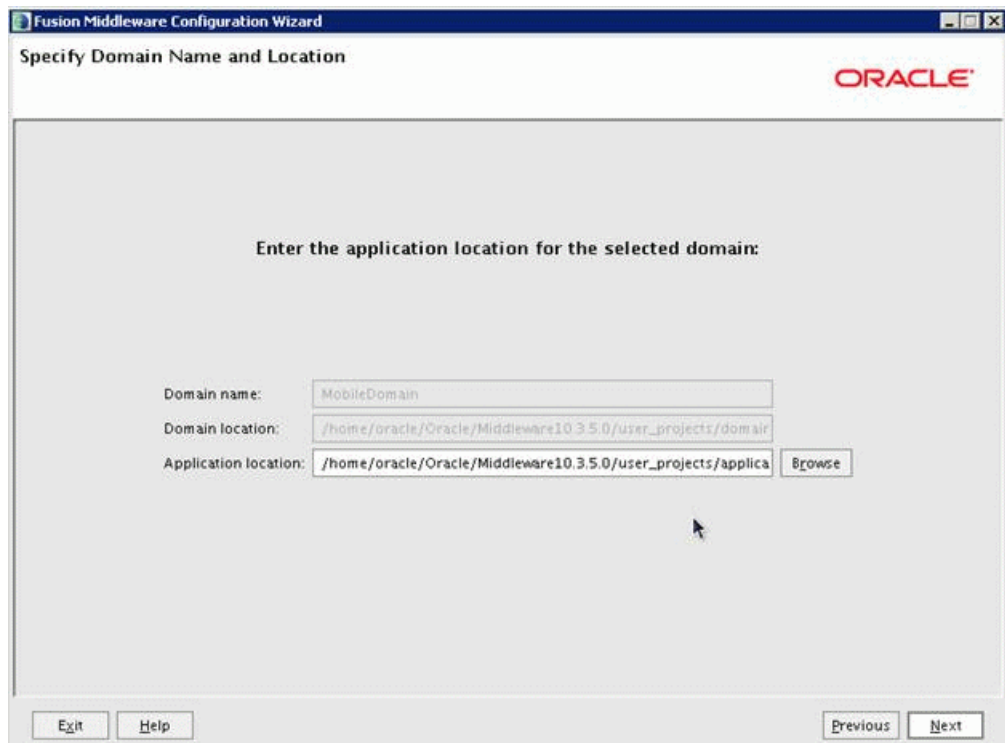 Fusion Middleware Configuration Wizard
Specify Domain Name and Location
ORACLE
Enter the application location for the selected domain:
Domain name: MobileDomain
Domain location: /home/oracle/Oracle/Middleware10.3.5.0/user_projects/domain
Application location: /home/oracle/Oracle/Middleware10.3.5.0/user_projects/applica Browse
Exit Help Previous Next